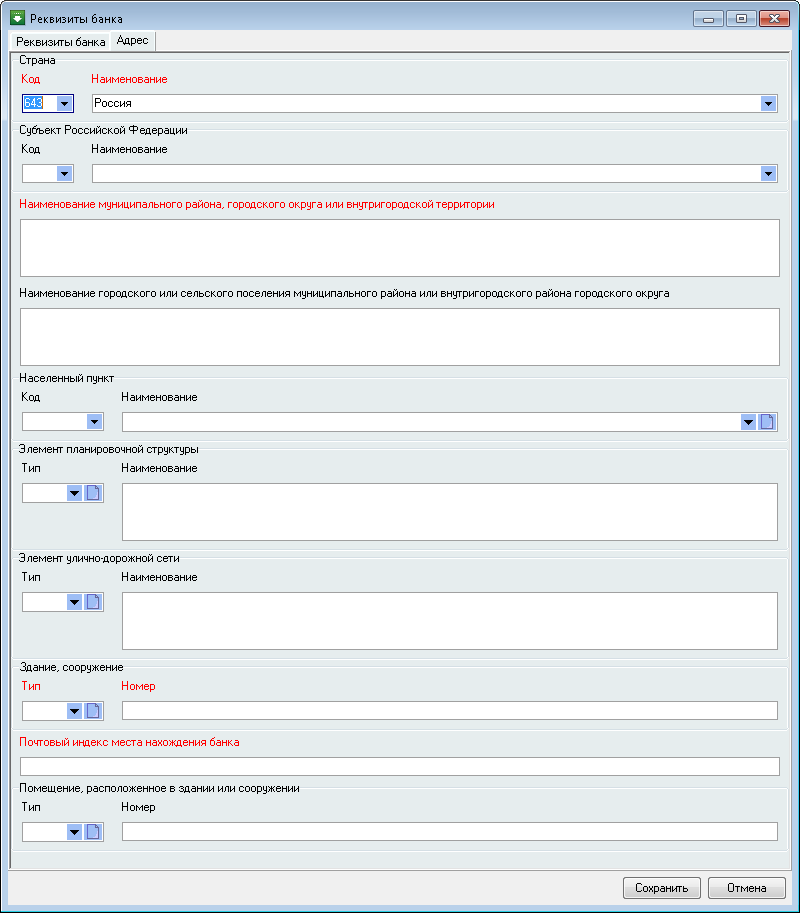 Реквизиты банка
Реквизиты банка Адрес
Страна
Код Наименование
643 Россия
Субъект Российской Федерации
Код Наименование
Наименование муниципального района, городского округа или внутригородской территории
Наименование городского или сельского поселения муниципального района или внутригородского района городского округа
Населенный пункт
Код Наименование
Элемент планировочной структуры
Тип Наименование
Элемент улично-дорожной сети
Тип Наименование
Здание, сооружение
Тип Номер
Почтовый индекс места нахождения банка
Помещение, расположенное в здании или сооружении
Тип Номер
Сохранить Отмена